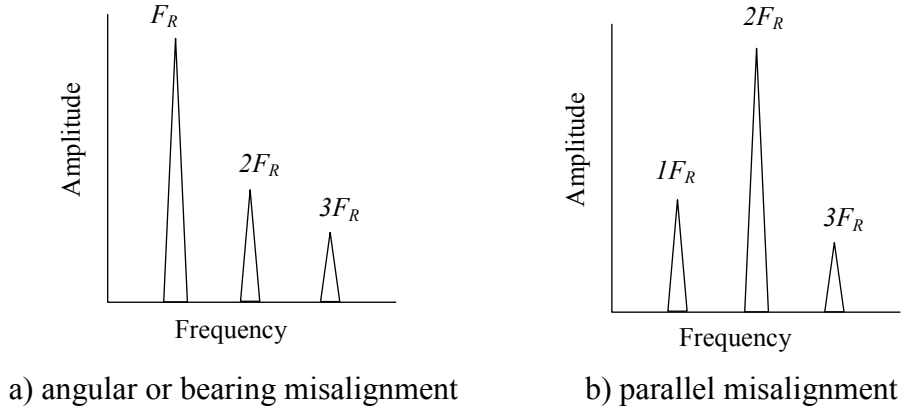 F_R
2F_R
3F_R
Amplitude
Frequency
a) angular or bearing misalignment
2F_R
1F_R
3F_R
Amplitude
Frequency
b) parallel misalignment